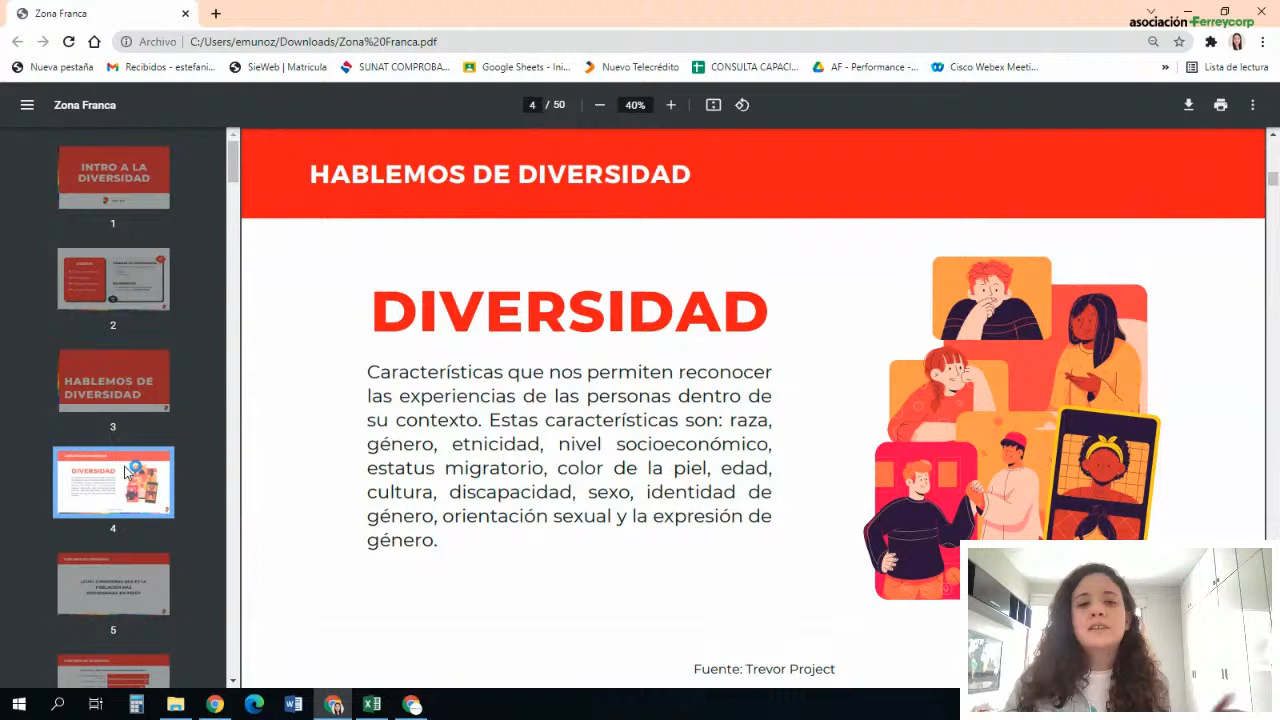 Zona Franca
asociación Ferreycorp
Archivo
C:/Users/emunoz/Downloads/Zona%20Franca.pdf
Nueva pestaña
Recibidos - estefani...
SieWeb | Matricula
SUNAT COMPROBA...
Google Sheets - Ini...
Nuevo Telecrédito
CONSULTA CAPACI...
AF - Performance -...
Cisco Webex Meeti...
»
Lista de lectura
Zona Franca
4 / 50
40%
INTRO A LA
DIVERSIDAD
1
2
HABLEMOS DE
DIVERSIDAD
3
DIVERSIDAD
4
5
HABLEMOS DE DIVERSIDAD
DIVERSIDAD
Características que nos permiten reconocer
las experiencias de las personas dentro de
su contexto. Estas características son: raza,
género, etnicidad, nivel socioeconómico,
estatus migratorio, color de la piel, edad,
cultura, discapacidad, sexo, identidad de
género, orientación sexual y la expresión de
género.
Fuente: Trevor Project